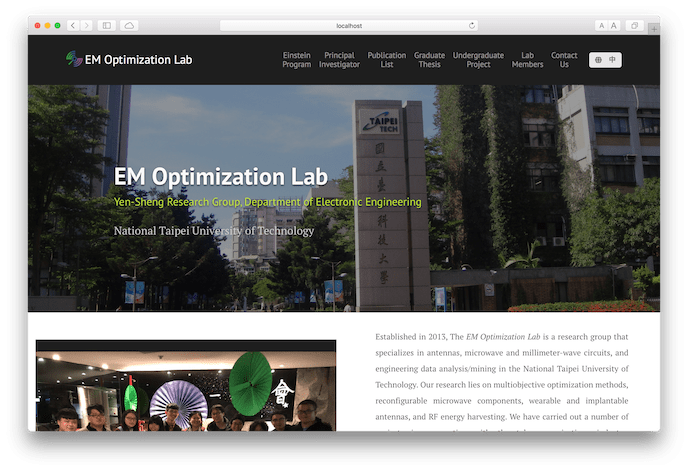 localhost
EM Optimization Lab
Einstein
Program
Principal
Investigator
Publication
List
Graduate
Thesis
Undergraduate
Project
Lab
Members
Contact
Us
中
TAIPEI
TECH
國
立
臺
北
科
技
大
學
EM Optimization Lab
Yen-Sheng Research Group, Department of Electronic Engineering
National Taipei University of Technology
Established in 2013, The EM Optimization Lab is a research group that
specializes in antennas, microwave and millimeter-wave circuits, and
engineering data analysis/mining in the National Taipei University of
Technology. Our research lies on multiobjective optimization methods,
reconfigurable microwave components, wearable and implantable
antennas, and RF energy harvesting. We have carried out a number of